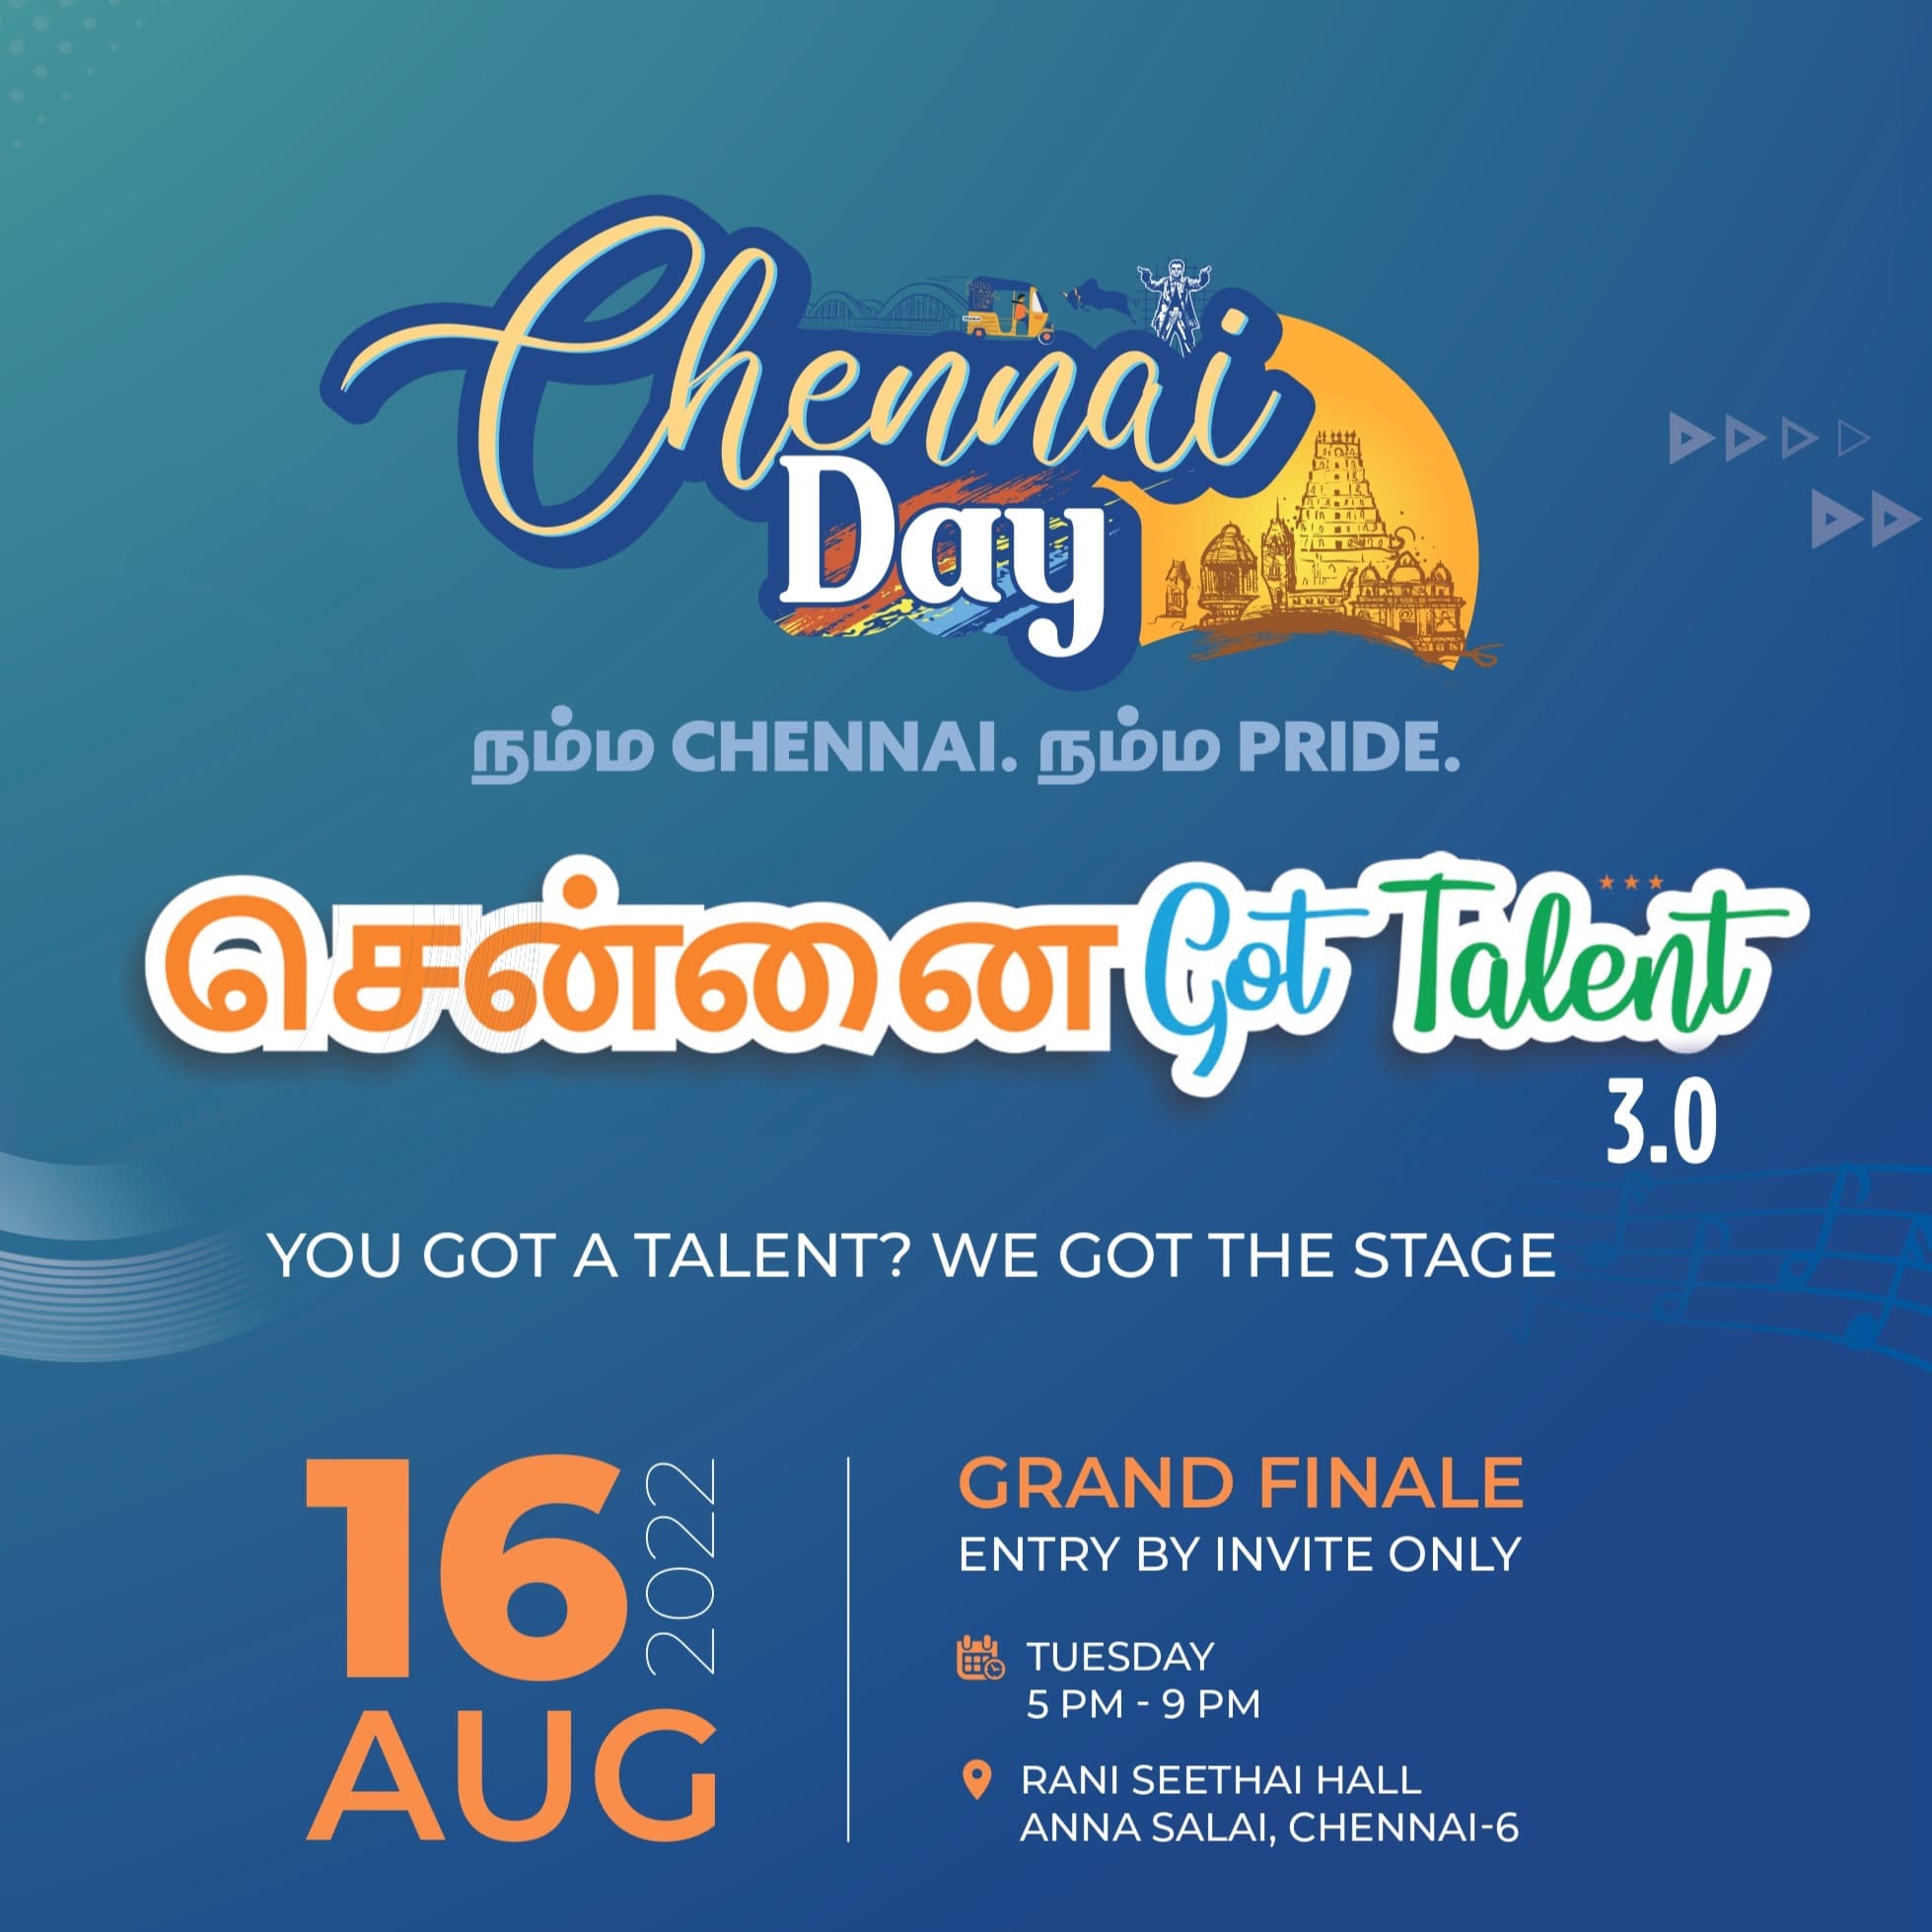 Chennai
Day
நம்ம CHENNAI. நம்ம PRIDE.
சென்னை Got Talent
3.0
YOU GOT A TALENT? WE GOT THE STAGE
16 2022
AUG
GRAND FINALE
ENTRY BY INVITE ONLY
TUESDAY
5 PM - 9 PM
RANI SEETHAI HALL
ANNA SALAI, CHENNAI-6